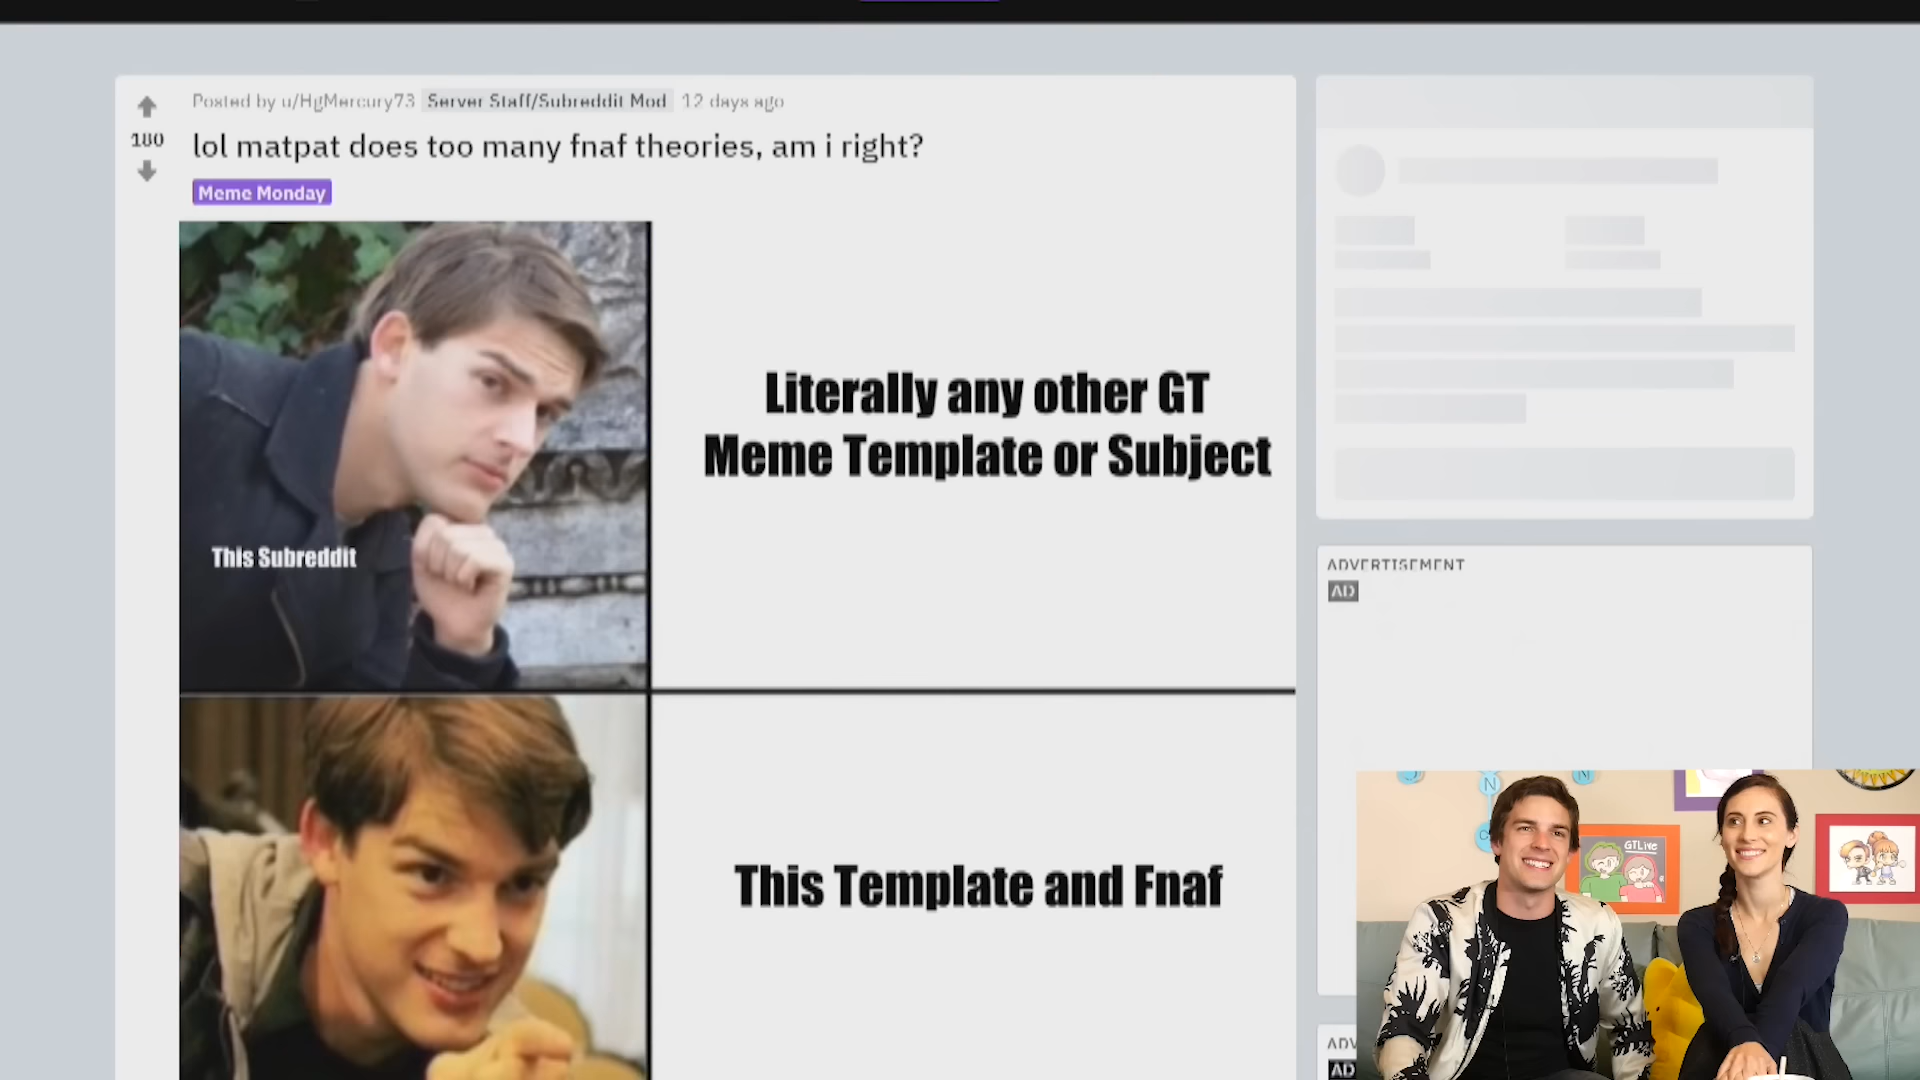 Posted by u/HgMercury73 Server Staff/Subreddit Mod 12 days ago
180
lol matpat does too many fnaf theories, am i right?
Meme Monday
Literally any other GT
Meme Template or Subject
This Subreddit
This Template and Fnaf
ADVERTISEMENT
AD
N
N
GTLive
ADV
AD